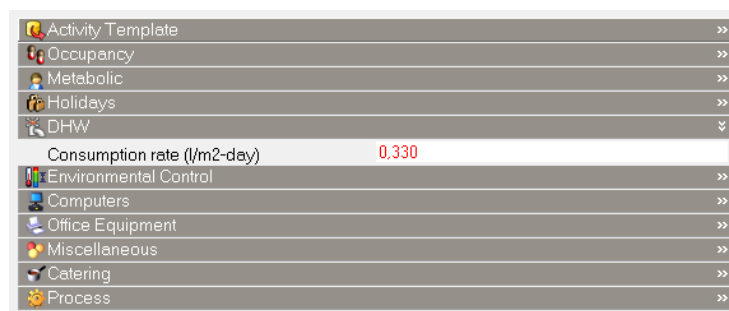 Activity Template
Occupancy
Metabolic
Holidays
DHW
Consumption rate (l/m2-day) 0,330
Environmental Control
Computers
Office Equipment
Miscellaneous
Catering
Process